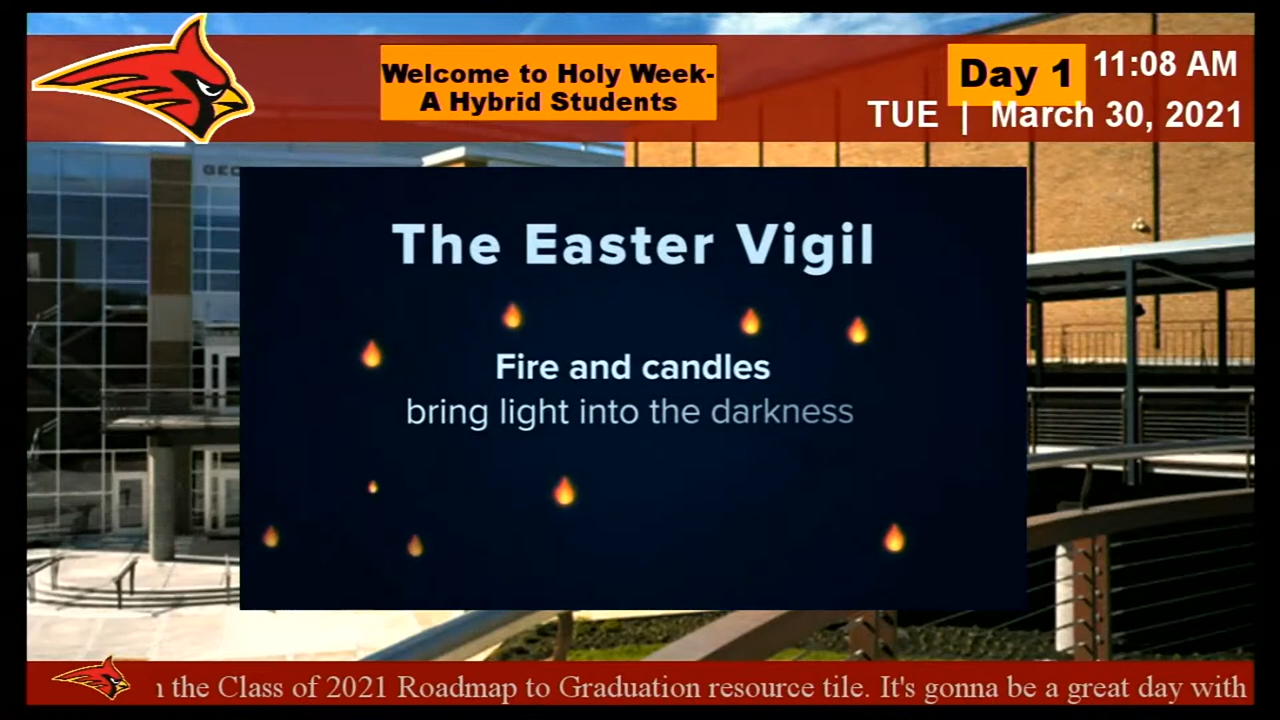 Welcome to Holy Week-
A Hybrid Students
Day 1
11:08 AM
TUE | March 30, 2021
The Easter Vigil
Fire and candles
bring light into the darkness
the Class of 2021 Roadmap to Graduation resource tile. It's gonna be a great day with